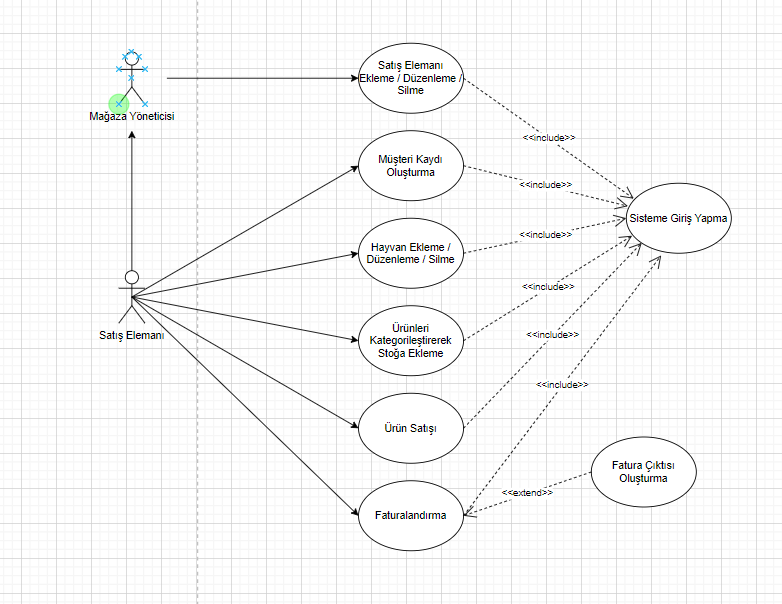 Satış Elemanı
Ekleme / Düzenleme /
Silme
Mağaza Yöneticisi
<<include>>
Müşteri Kaydı
Oluşturma
<<include>>
Sisteme Giriş Yapma
Hayvan Ekleme /
Düzenleme / Silme
<<include>>
<<include>>
Satış Elemanı
Ürünleri
Kategorileştirerek
Stoğa Ekleme
<<include>>
<<include>>
Ürün Satışı
Fatura Çıktısı
Oluşturma
<<extend>>
Faturalandırma